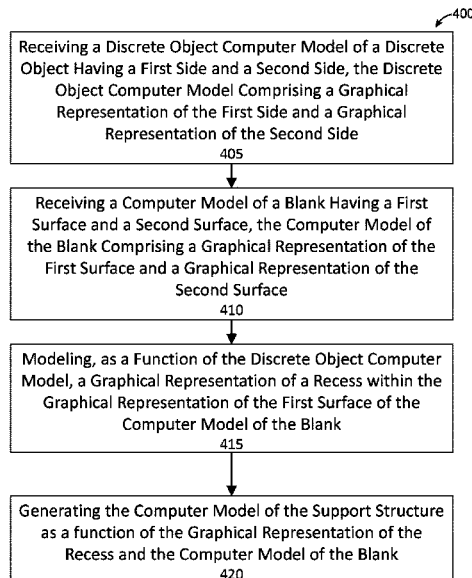 400
Receiving a Discrete Object Computer Model of a Discrete
Object Having a First Side and a Second Side, the Discrete
Object Computer Model Comprising a Graphical
Representation of the First Side and a Graphical
Representation of the Second Side
405
Receiving a Computer Model of a Blank Having a First
Surface and a Second Surface, the Computer Model of
the Blank Comprising a Graphical Representation of the
First Surface and a Graphical Representation of the
Second Surface
410
Modeling, as a Function of the Discrete Object Computer
Model, a Graphical Representation of a Recess within the
Graphical Representation of the First Surface of the
Computer Model of the Blank
415
Generating the Computer Model of the Support Structure
as a function of the Graphical Representation of the
Recess and the Computer Model of the Blank
420